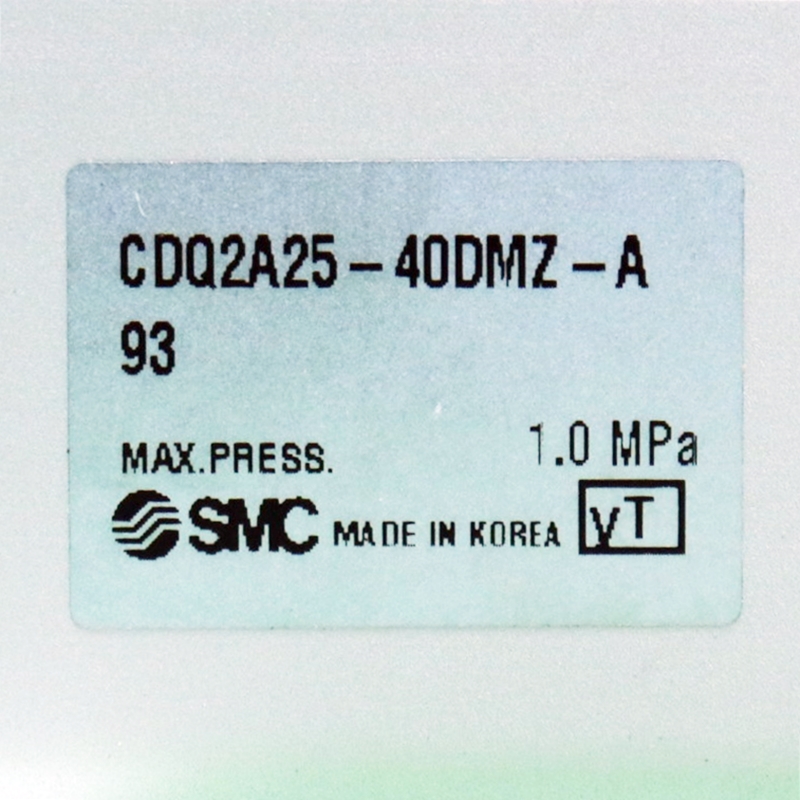 CDQ2A25-40DMZ-A
93
MAX.PRESS. 1.0 MPa
SMC MADE IN KOREA VT